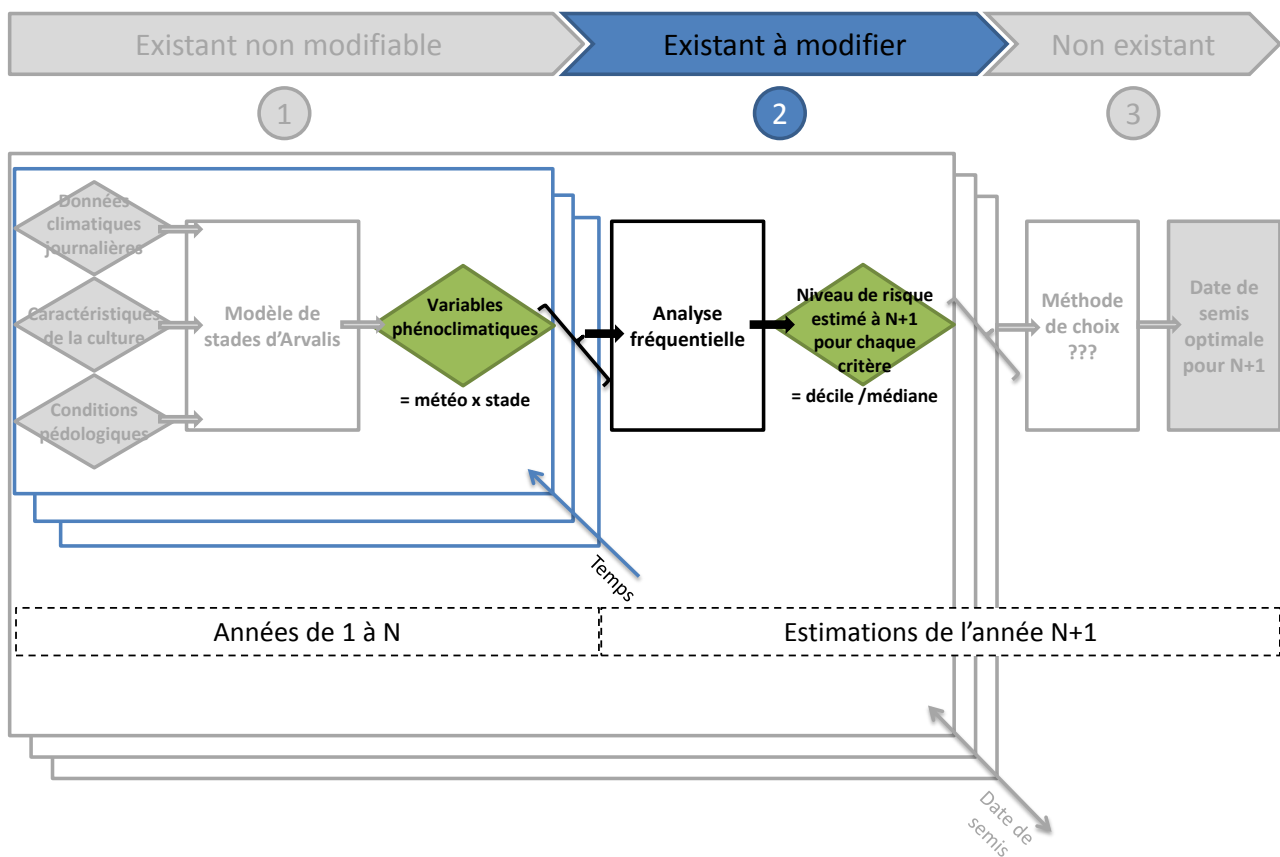 Existant non modifiable
Existant à modifier
Non existant
1
2
3
Données
climatiques
journalières
Caractéristiques
de la culture
Conditions
pédologiques
Modèle de
stades d'Arvalis
Variables
phénoclimatiques
= météo x stade
Analyse
fréquentielle
Niveau de risque
estimé à N+1
pour chaque
critère
= décile /médiane
Méthode
de choix
???
Date de
semis
optimale
pour N+1
Temps
Années de 1 à N
Estimations de l'année N+1
Date de
semis